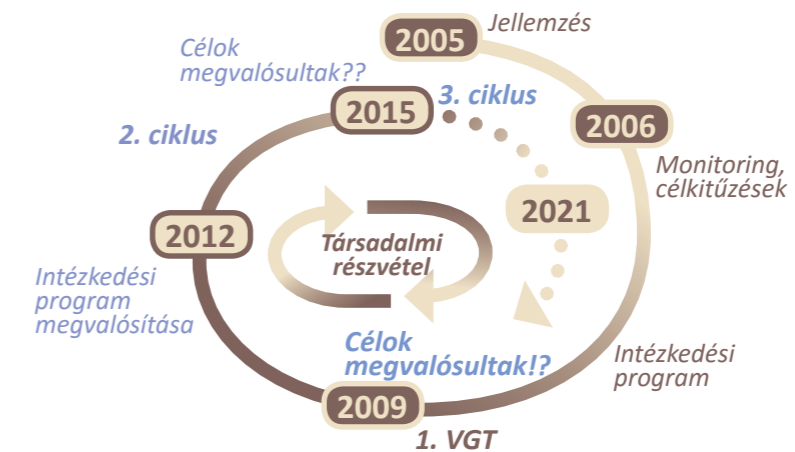 2005
Jellemzés
2006
Monitoring,
célkitűzések
Intézkedési
program
2009
1. VGT
2012
Intézkedési
program
megvalósítása
2. ciklus
2015
Célok
megvalósultak??
3. ciklus
2021
Célok
megvalósultak!?
Társadalmi
részvétel